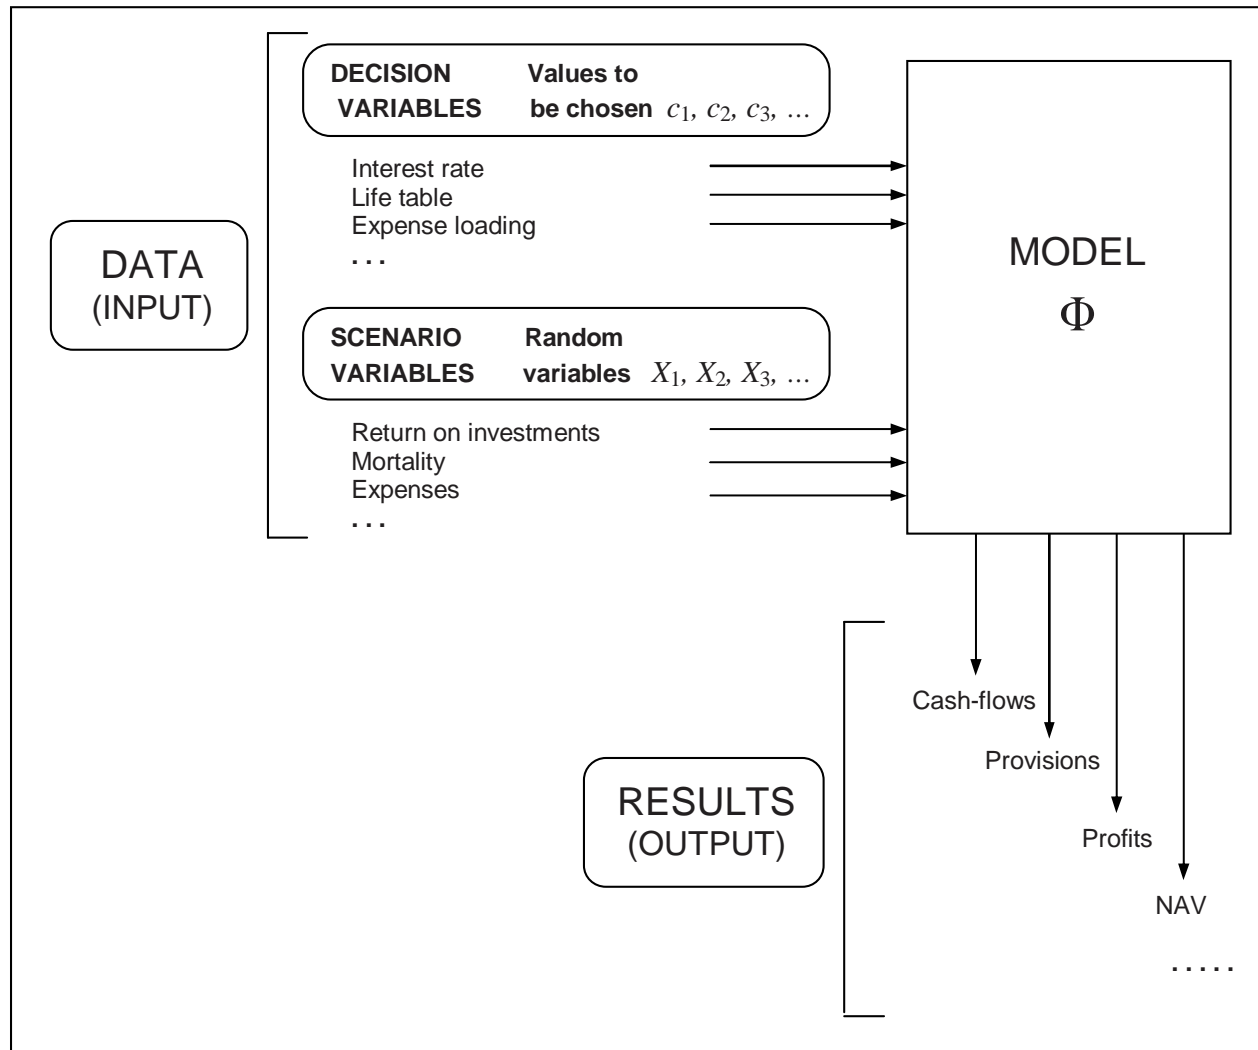 DECISION Values to
VARIABLES be chosen c1, c2, c3, ...
Interest rate
Life table
Expense loading
...
DATA
(INPUT)
MODEL
Φ
SCENARIO Random
VARIABLES variables X1, X2, X3, ...
Return on investments
Mortality
Expenses
...
Cash-flows
Provisions
RESULTS
(OUTPUT)
Profits
NAV
.....